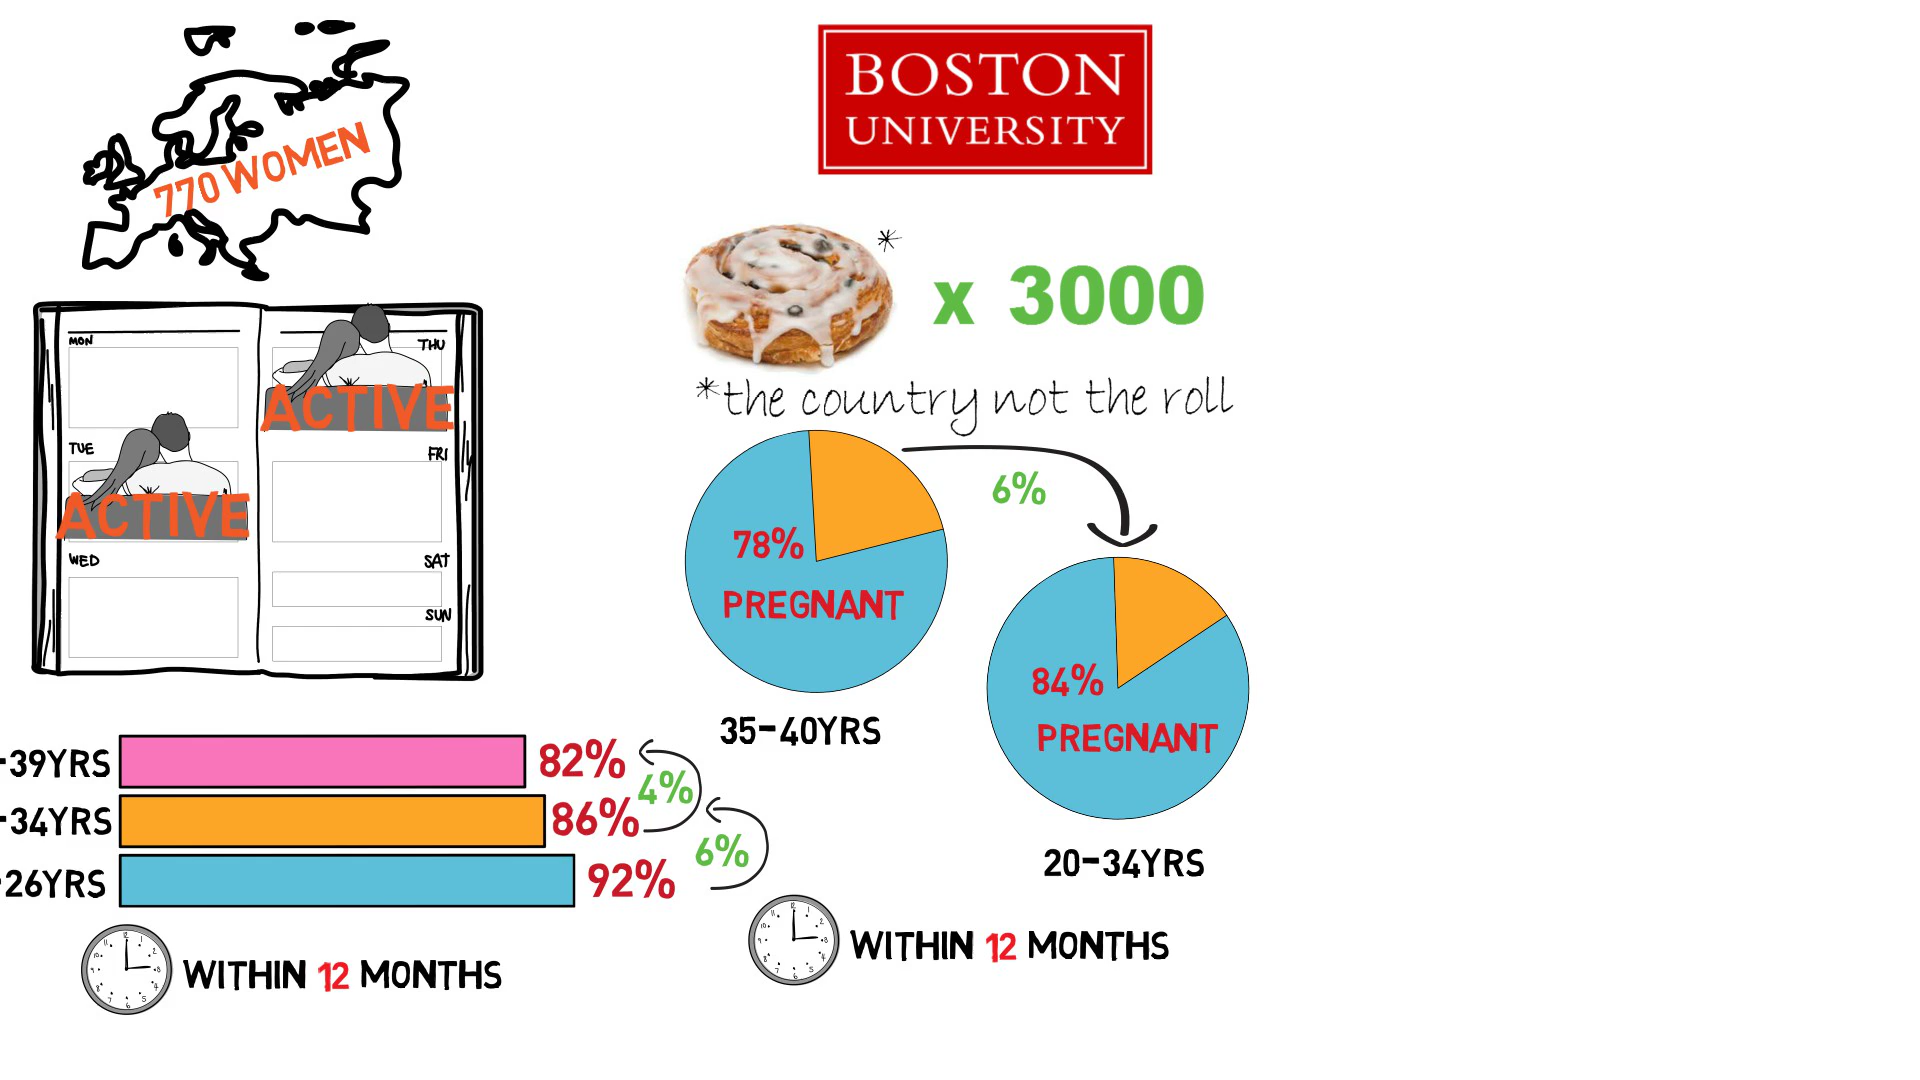 770 WOMEN
MON
TUE
WED
THU
FRI
SAT
SUN
ACTIVE
ACTIVE
-39YRS
82%
4%
-34YRS
86%
6%
-26YRS
92%
WITHIN 12 MONTHS
BOSTON
UNIVERSITY
* x 3000
*the country not the roll
78%
PREGNANT
35-40YRS
6%
84%
PREGNANT
20-34YRS
WITHIN 12 MONTHS